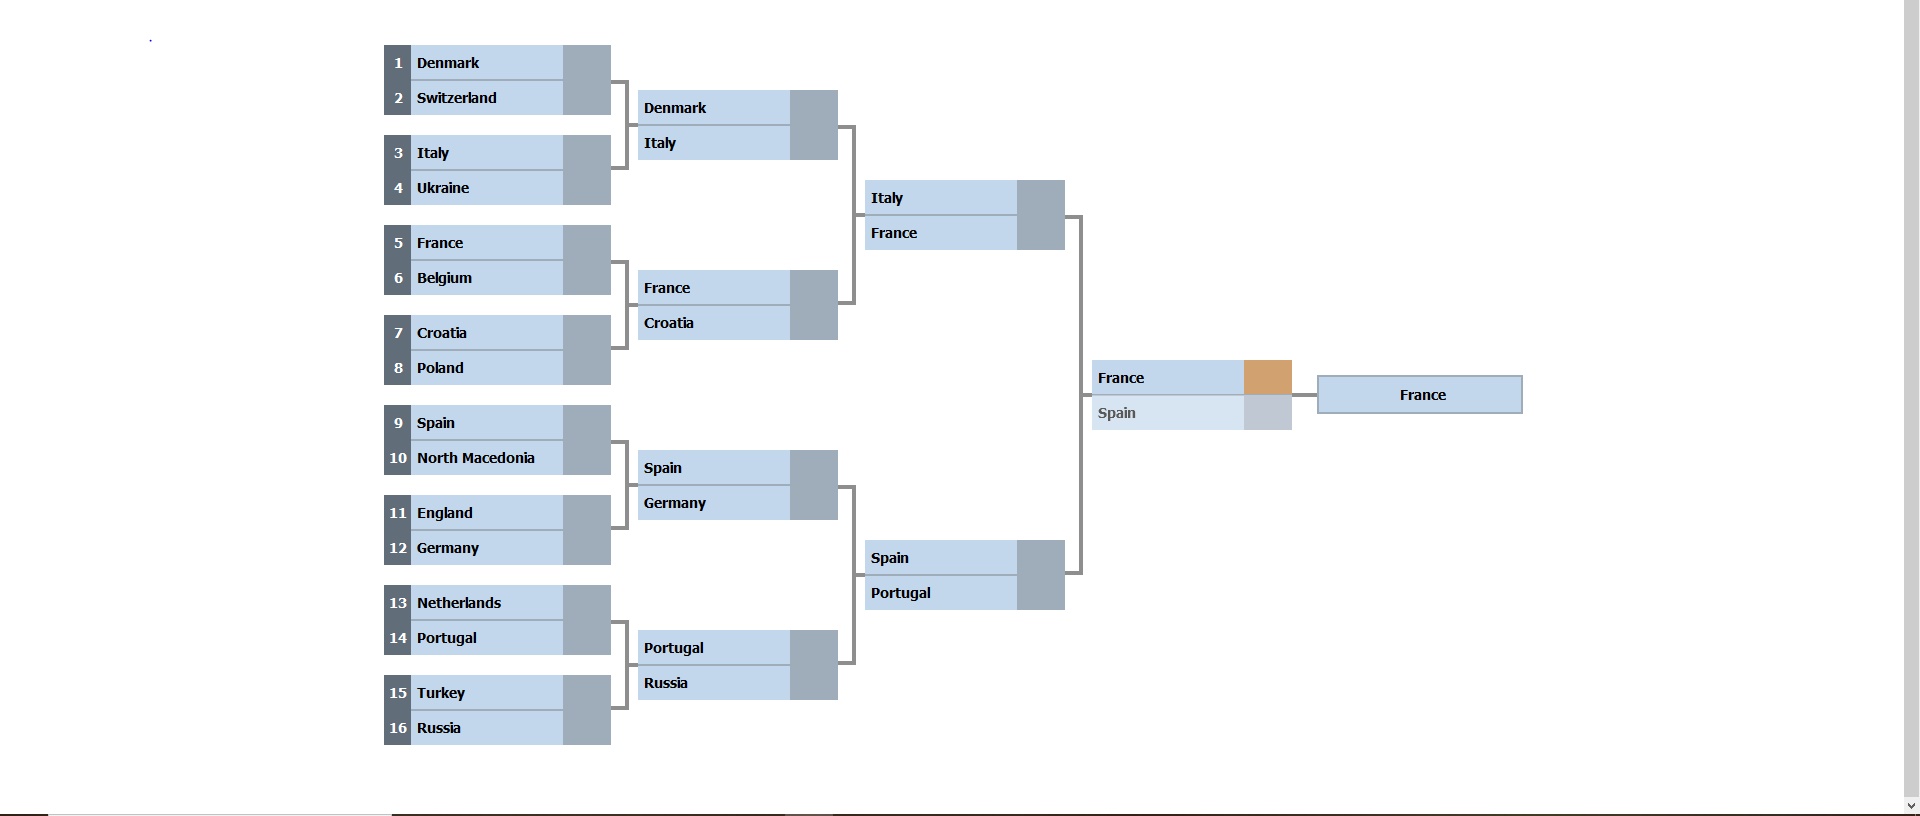 1 Denmark
2 Switzerland
3 Italy
4 Ukraine
5 France
6 Belgium
7 Croatia
8 Poland
9 Spain
10 North Macedonia
11 England
12 Germany
13 Netherlands
14 Portugal
15 Turkey
16 Russia
Denmark
Italy
France
Croatia
Spain
Germany
Portugal
Russia
Italy
France
Spain
Portugal
France
Spain
France